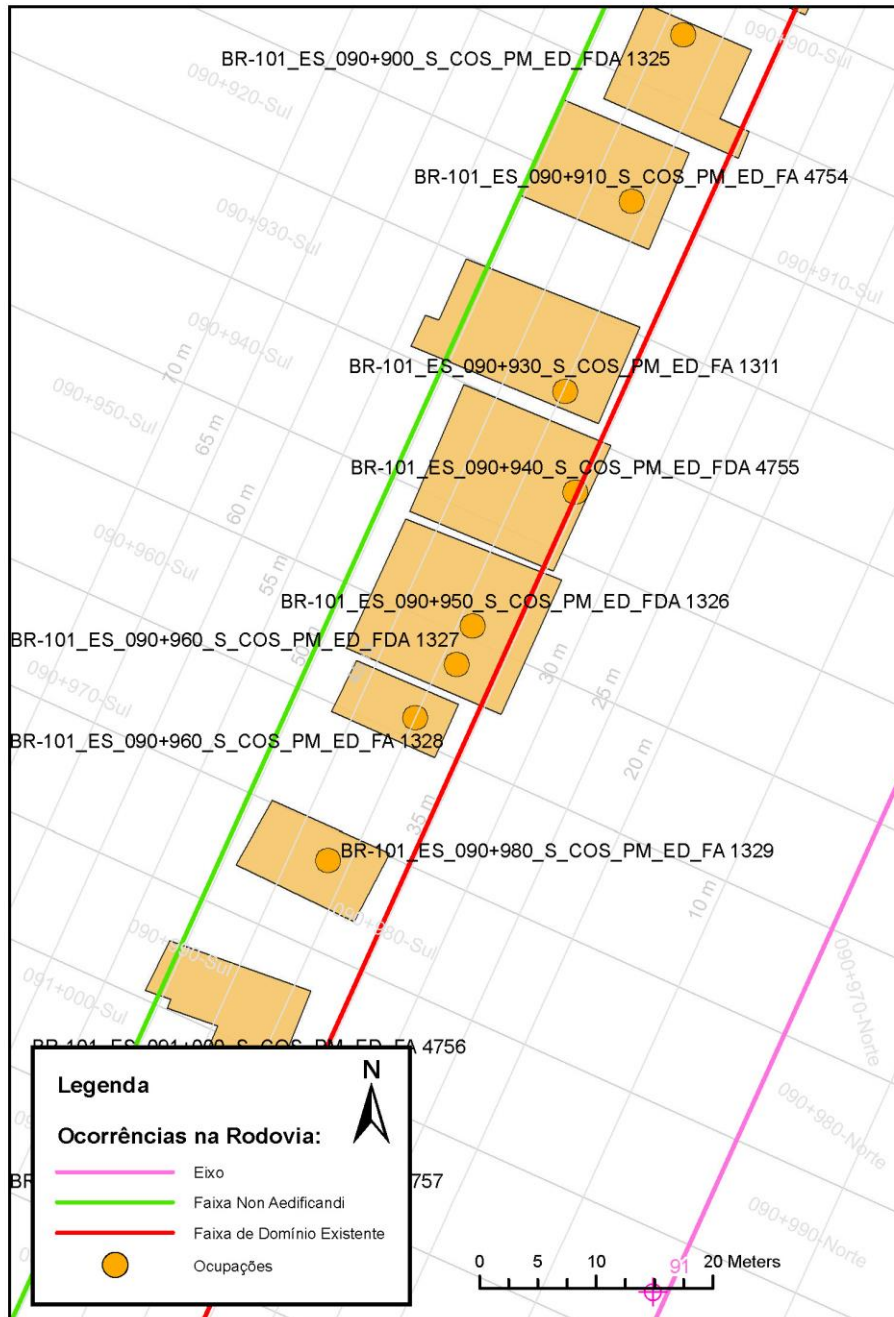 090+900-Sul
BR-101_ES_090+900_S_COS_PM_ED_FDA 1325
090+920-Sul
BR-101_ES_090+910_S_COS_PM_ED_FA 4754
090+930-Sul
090+910-Sul
090+940-Sul
70 m
BR-101_ES_090+930_S_COS_PM_ED_FA 1311
090+950-Sul
65 m
BR-101_ES_090+940_S_COS_PM_ED_FDA 4755
60 m
090+960-Sul
55 m
BR-101_ES_090+950_S_COS_PM_ED_FDA 1326
BR-101_ES_090+960_S_COS_PM_ED_FDA 1327
50 m
30 m
25 m
090+970-Sul
20 m
BR-101_ES_090+960_S_COS_PM_ED_FA 1328
35 m
BR-101_ES_090+980_S_COS_PM_ED_FA 1329
10 m
090+980-Sul
091+000-Sul
090+970-Norte
4756
Legenda
N
Ocorrências na Rodovia:
Eixo
Faixa Non Aedificandi
Faixa de Domínio Existente
Ocupações
090+980-Norte
757
090+990-Norte
0 5 10 20 Meters
91